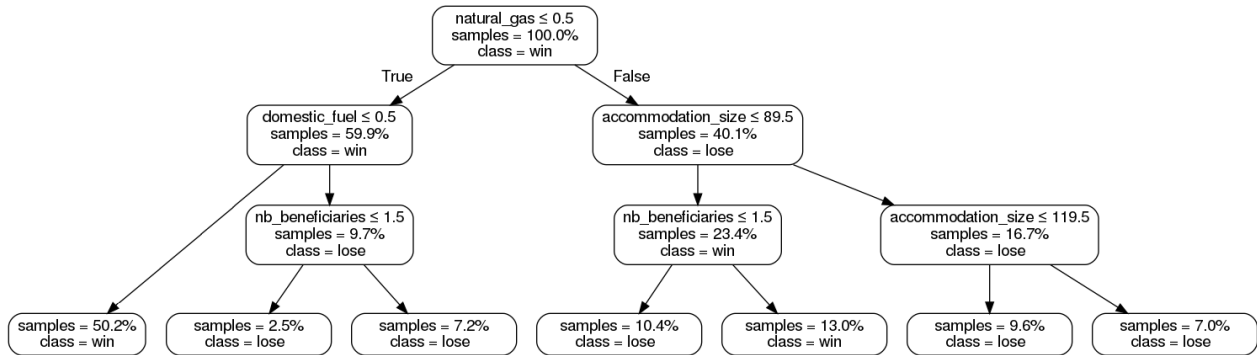 natural_gas ≤ 0.5
samples = 100.0%
class = win
True
False
domestic_fuel ≤ 0.5
samples = 59.9%
class = win
accommodation_size ≤ 89.5
samples = 40.1%
class = lose
nb_beneficiaries ≤ 1.5
samples = 9.7%
class = lose
nb_beneficiaries ≤ 1.5
samples = 23.4%
class = win
accommodation_size ≤ 119.5
samples = 16.7%
class = lose
samples = 50.2%
class = win
samples = 2.5%
class = lose
samples = 7.2%
class = lose
samples = 10.4%
class = lose
samples = 13.0%
class = win
samples = 9.6%
class = lose
samples = 7.0%
class = lose